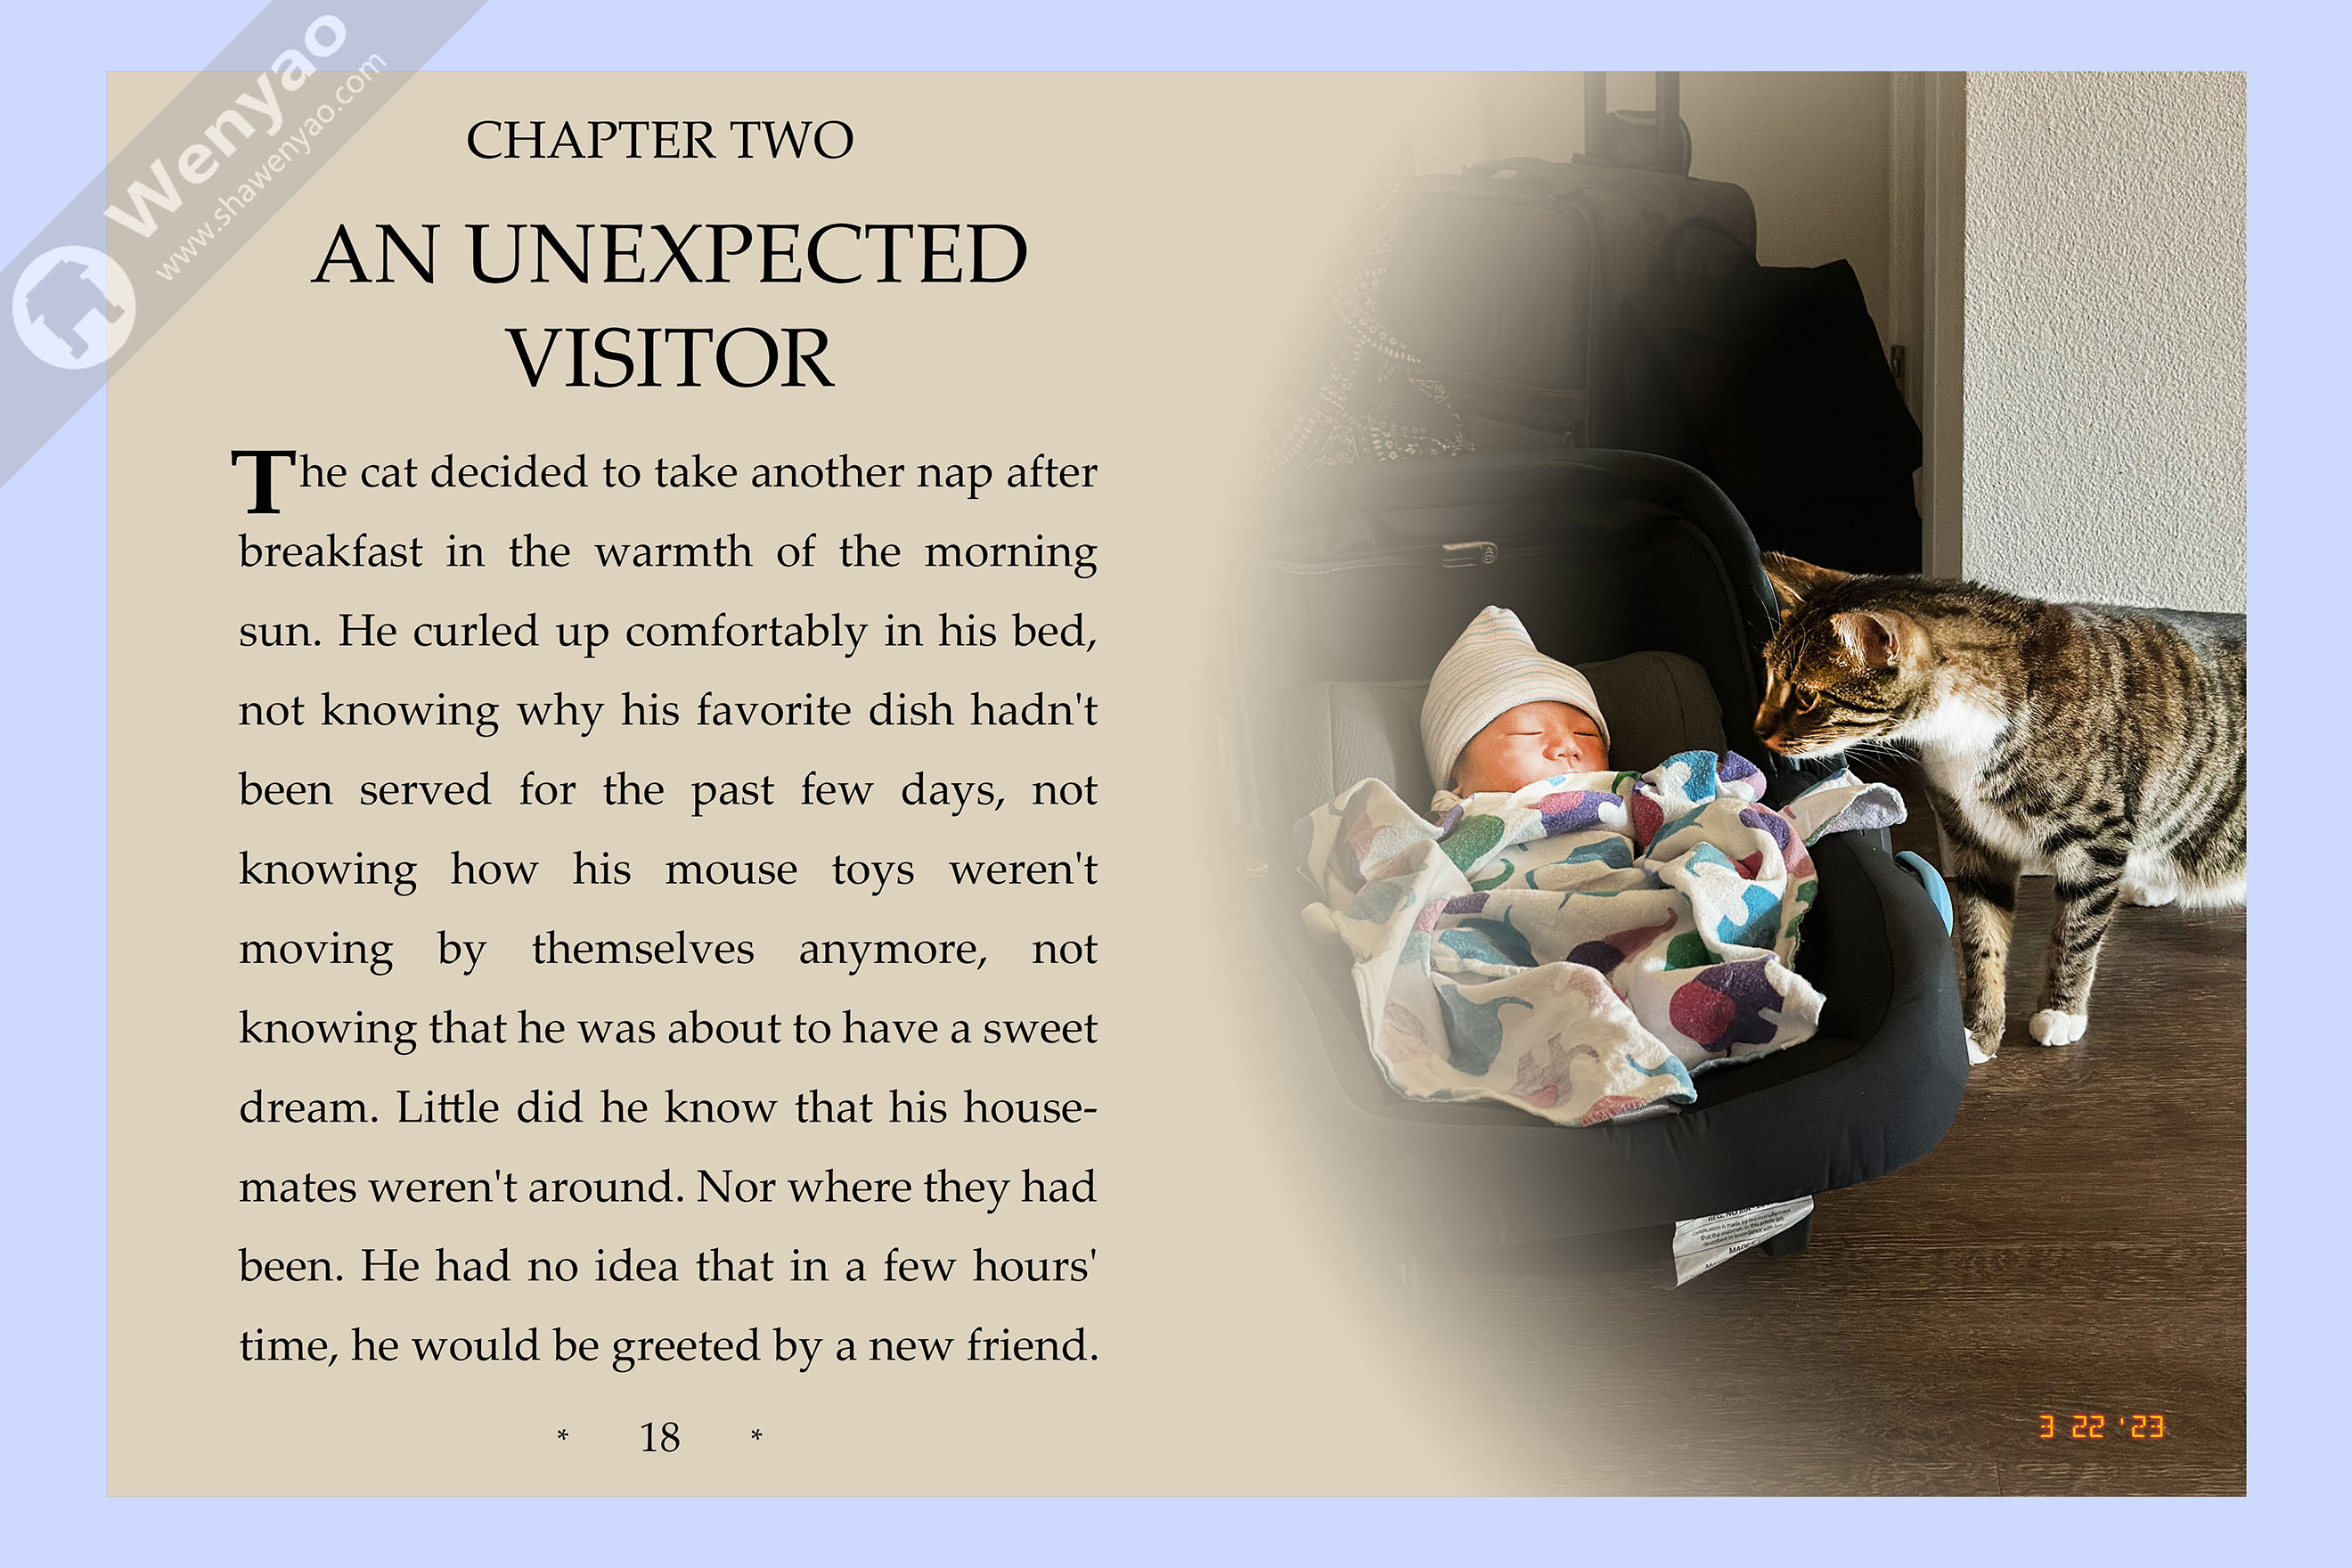 Wenyao
www.shawenyao.com
CHAPTER TWO
AN UNEXPECTED
VISITOR
The cat decided to take another nap after
breakfast in the warmth of the morning
sun. He curled up comfortably in his bed,
not knowing why his favorite dish hadn't
been served for the past few days, not
knowing how his mouse toys weren't
moving by themselves anymore, not
knowing that he was about to have a sweet
dream. Little did he know that his house-
mates weren't around. Nor where they had
been. He had no idea that in a few hours'
time, he would be greeted by a new friend.
* 18 *
3 22 '23